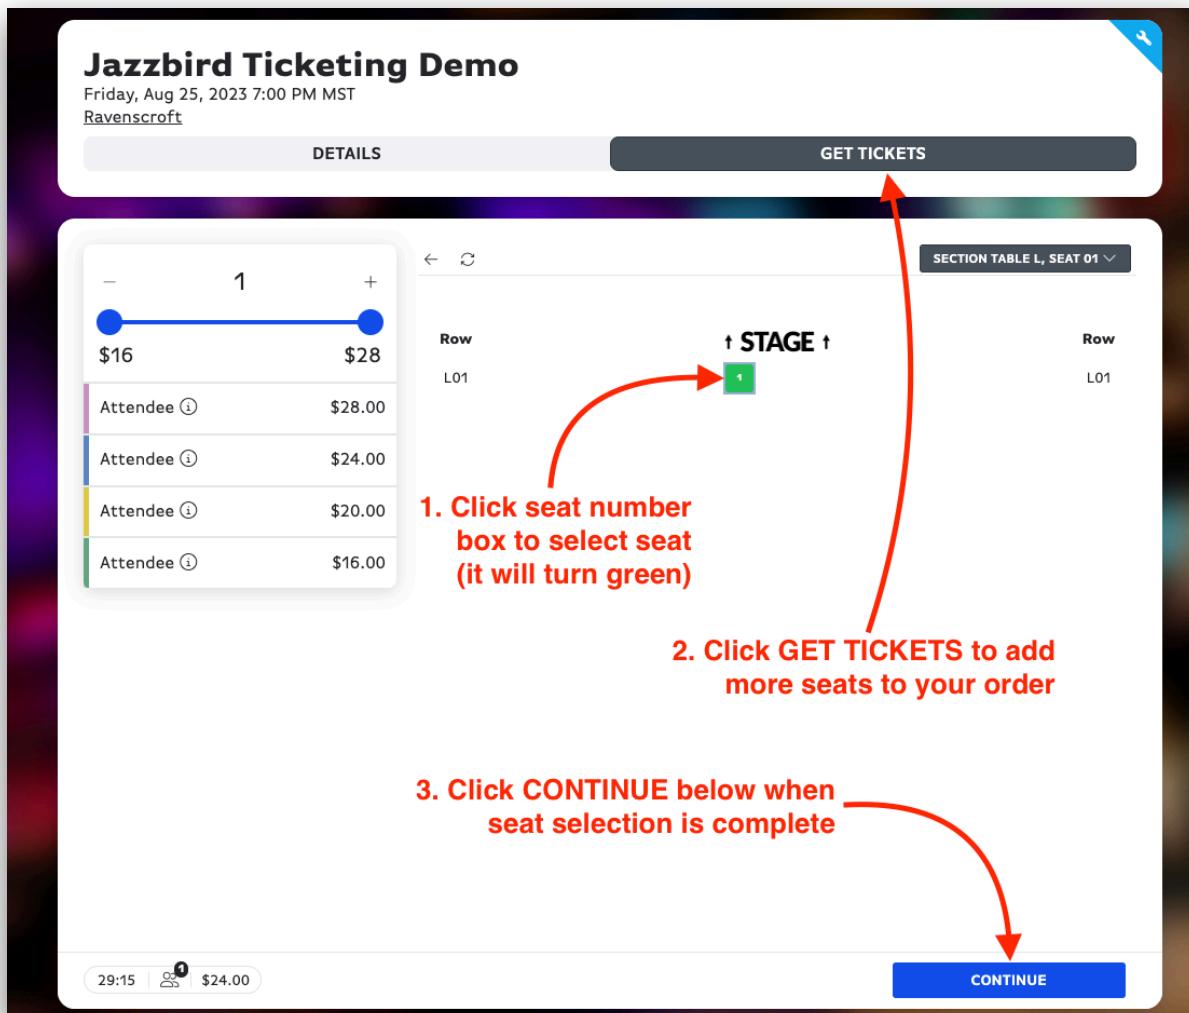 Jazzbird Ticketing Demo
Friday, Aug 25, 2023 7:00 PM MST
Ravenscroft
DETAILS
GET TICKETS
− 1 +
$16 $28
Attendee $28.00
Attendee $24.00
Attendee $20.00
Attendee $16.00
SECTION TABLE L, SEAT 01
Row
↑ STAGE ↑
Row
L01
1
L01
1. Click seat number
box to select seat
(it will turn green)
2. Click GET TICKETS to add
more seats to your order
3. Click CONTINUE below when
seat selection is complete
29:15 1 $24.00
CONTINUE